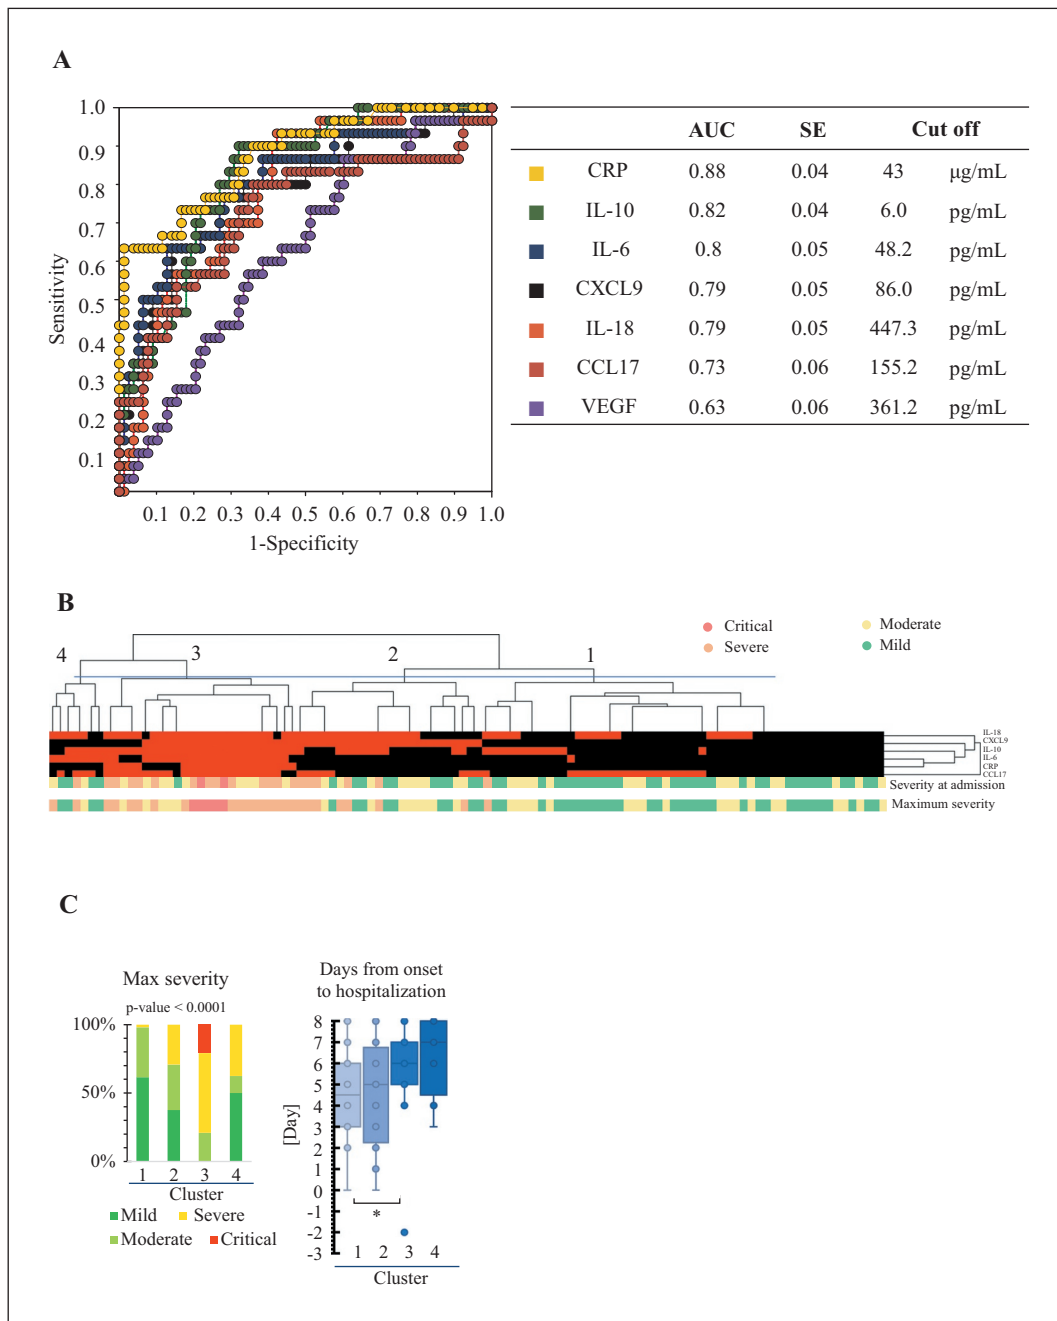 A
1.0
0.9
0.8
0.7
0.6
0.5
0.4
0.3
0.2
0.1
Sensitivity
0.1 0.2 0.3 0.4 0.5 0.6 0.7 0.8 0.9 1.0
1-Specificity
AUC SE Cut off
CRP 0.88 0.04 43 μg/mL
IL-10 0.82 0.04 6.0 pg/mL
IL-6 0.8 0.05 48.2 pg/mL
CXCL9 0.79 0.05 86.0 pg/mL
IL-18 0.79 0.05 447.3 pg/mL
CCL17 0.73 0.06 155.2 pg/mL
VEGF 0.63 0.06 361.2 pg/mL
B
Critical Moderate
Severe Mild
4 3 2 1
IL-18
CXCL9
IL-10
IL-6
CRP
CCL17
Severity at admission
Maximum severity
C
Max severity
p-value < 0.0001
100%
50%
0%
1 2 3 4
Cluster
Mild Severe
Moderate Critical
Days from onset
to hospitalization
[Day]
8
7
6
5
4
3
2
1
0
-1
-2
-3
*
1 2 3 4
Cluster